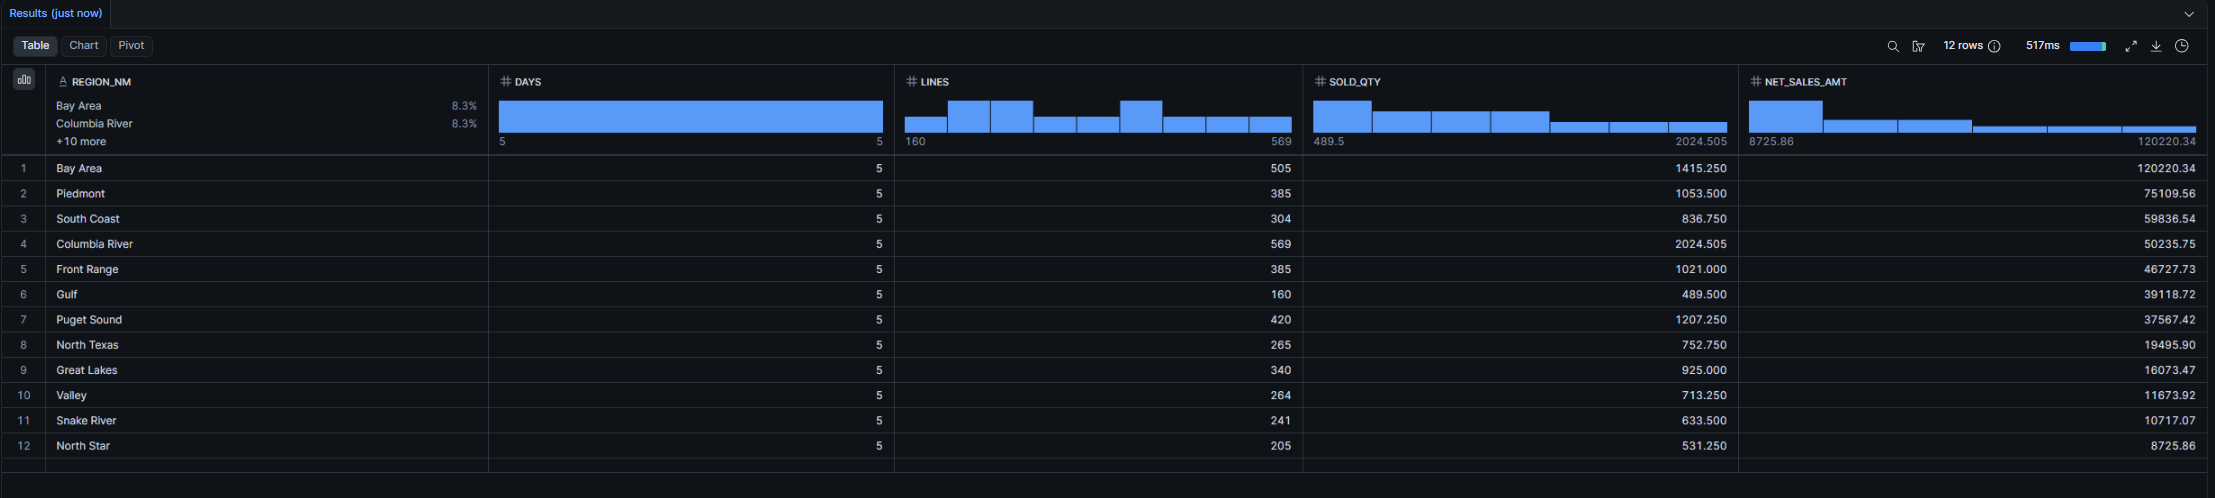 Results (just now)
Table Chart Pivot 12 rows 517ms
REGION_NM DAYS LINES SOLD_QTY NET_SALES_AMT
Bay Area 8.3%
Columbia River 8.3%
+10 more 5 5 160 569 489.5 2024.505 8725.86 120220.34
1 Bay Area 5 505 1415.250 120220.34
2 Piedmont 5 385 1053.500 75109.56
3 South Coast 5 304 836.750 59836.54
4 Columbia River 5 569 2024.505 50235.75
5 Front Range 5 385 1021.000 46727.73
6 Gulf 5 160 489.500 39118.72
7 Puget Sound 5 420 1207.250 37567.42
8 North Texas 5 265 752.750 19495.90
9 Great Lakes 5 340 925.000 16073.47
10 Valley 5 264 713.250 11673.92
11 Snake River 5 241 633.500 10717.07
12 North Star 5 205 531.250 8725.86